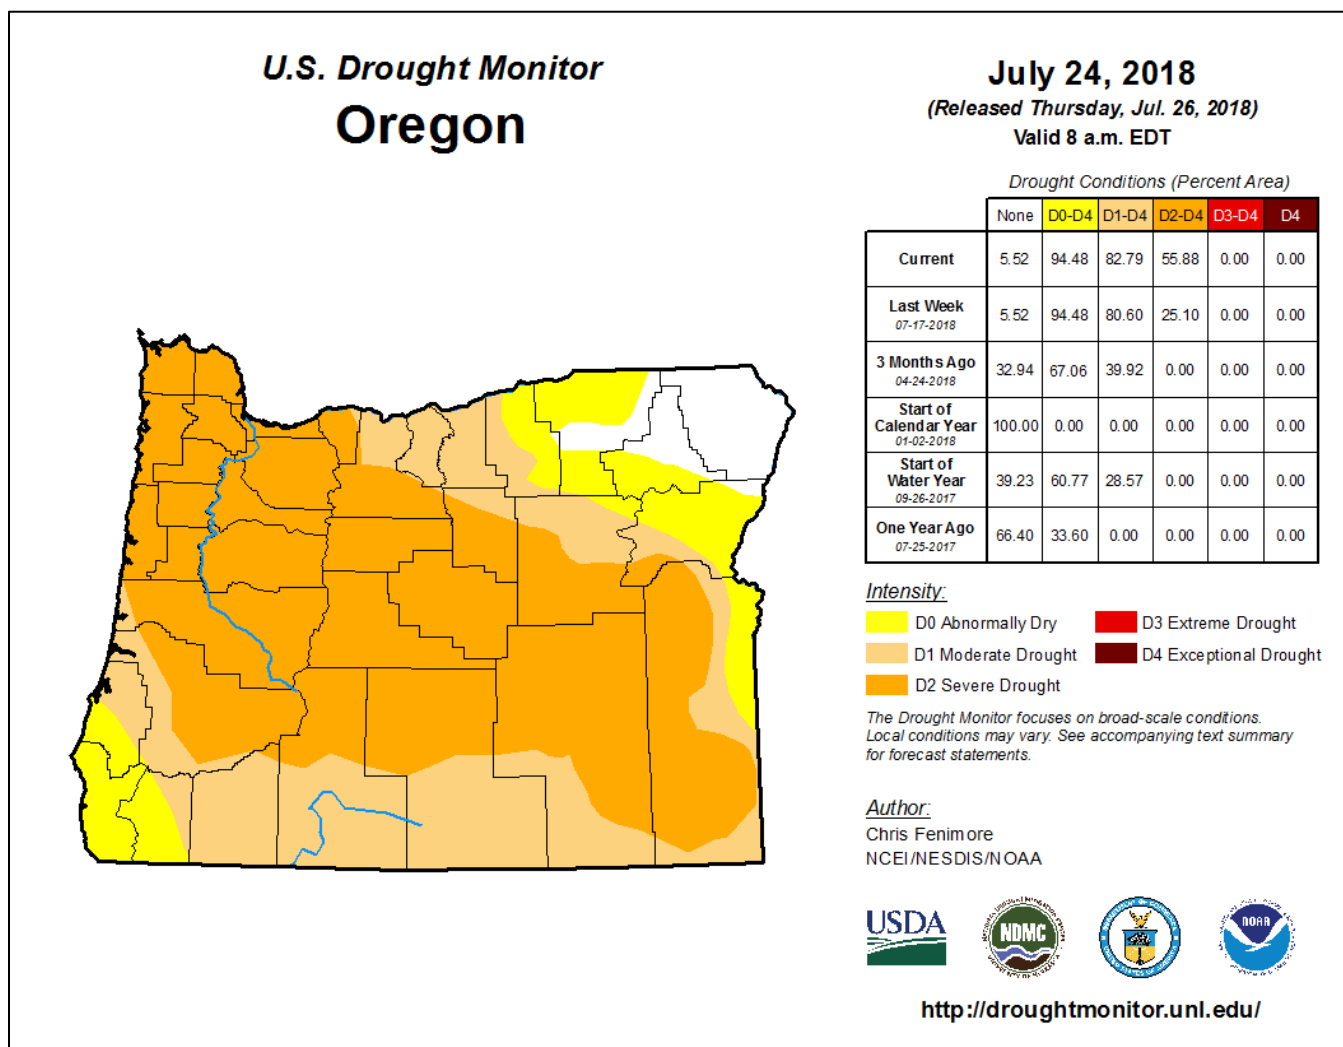 U.S. Drought Monitor
Oregon
July 24, 2018
(Released Thursday, Jul. 26, 2018)
Valid 8 a.m. EDT
Drought Conditions (Percent Area)
None D0-D4 D1-D4 D2-D4 D3-D4 D4
Current 5.52 94.48 82.79 55.88 0.00 0.00
Last Week
07-17-2018
5.52 94.48 80.60 25.10 0.00 0.00
3 Months Ago
04-24-2018
32.94 67.06 39.92 0.00 0.00 0.00
Start of
Calendar Year
01-02-2018
100.00 0.00 0.00 0.00 0.00 0.00
Start of
Water Year
09-26-2017
39.23 60.77 28.57 0.00 0.00 0.00
One Year Ago
07-25-2017
66.40 33.60 0.00 0.00 0.00 0.00
Intensity:
D0 Abnormally Dry
D3 Extreme Drought
D1 Moderate Drought
D4 Exceptional Drought
D2 Severe Drought
The Drought Monitor focuses on broad-scale conditions.
Local conditions may vary. See accompanying text summary
for forecast statements.
Author:
Chris Fenimore
NCEI/NESDIS/NOAA
USDA
NDMC
NOAA
http://droughtmonitor.unl.edu/